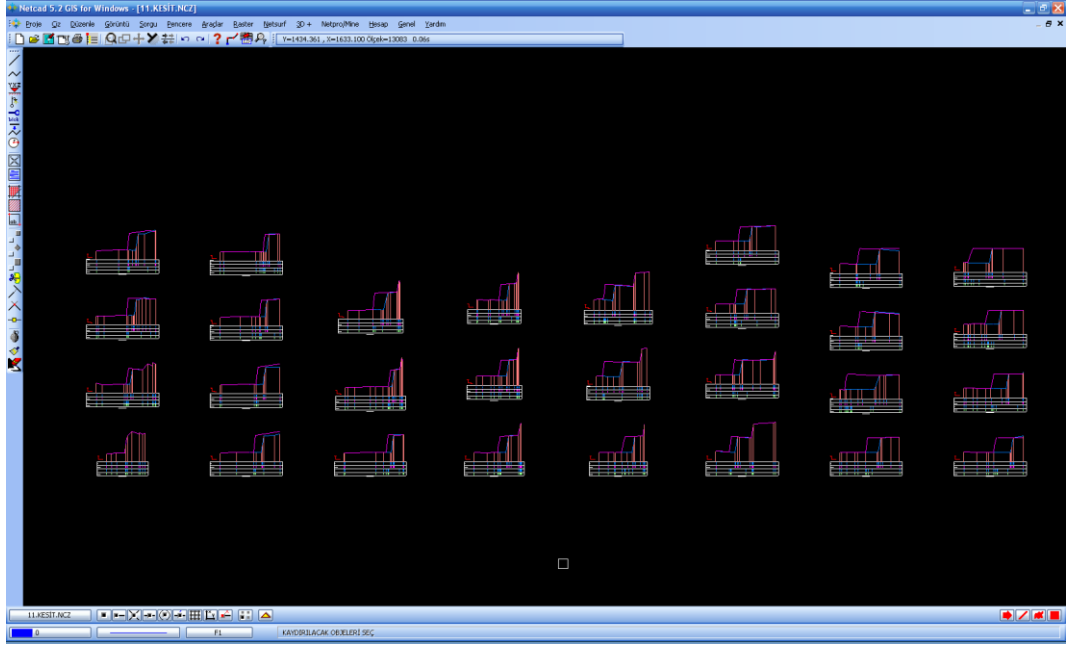 Netcad 5.2 GIS for Windows - [11.KESİT.NCZ]
Proje Çiz Düzenle Görüntü Sorgu Pencere Araçlar Raster Netsurf 3D + Netpro/Mine Hesap Genel Yardım
Y=1434.361 , X=1633.100 Ölçek=13083 0.06s
11.KESİT.NCZ
0 F1 KAYDIRILACAK OBJELERİ SEÇ